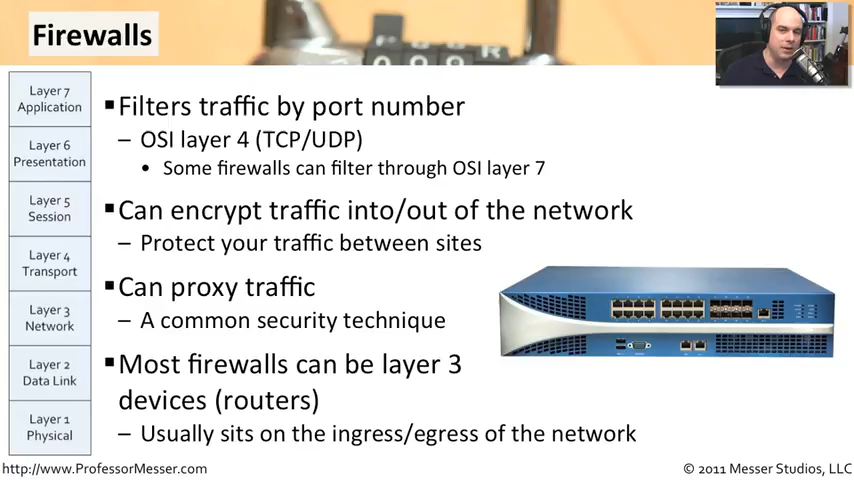 Firewalls
Layer 7
Application
Layer 6
Presentation
Layer 5
Session
Layer 4
Transport
Layer 3
Network
Layer 2
Data Link
Layer 1
Physical
▪Filters traffic by port number
– OSI layer 4 (TCP/UDP)
• Some firewalls can filter through OSI layer 7
▪Can encrypt traffic into/out of the network
– Protect your traffic between sites
▪Can proxy traffic
– A common security technique
▪Most firewalls can be layer 3
devices (routers)
– Usually sits on the ingress/egress of the network
http://www.ProfessorMesser.com
© 2011 Messer Studios, LLC